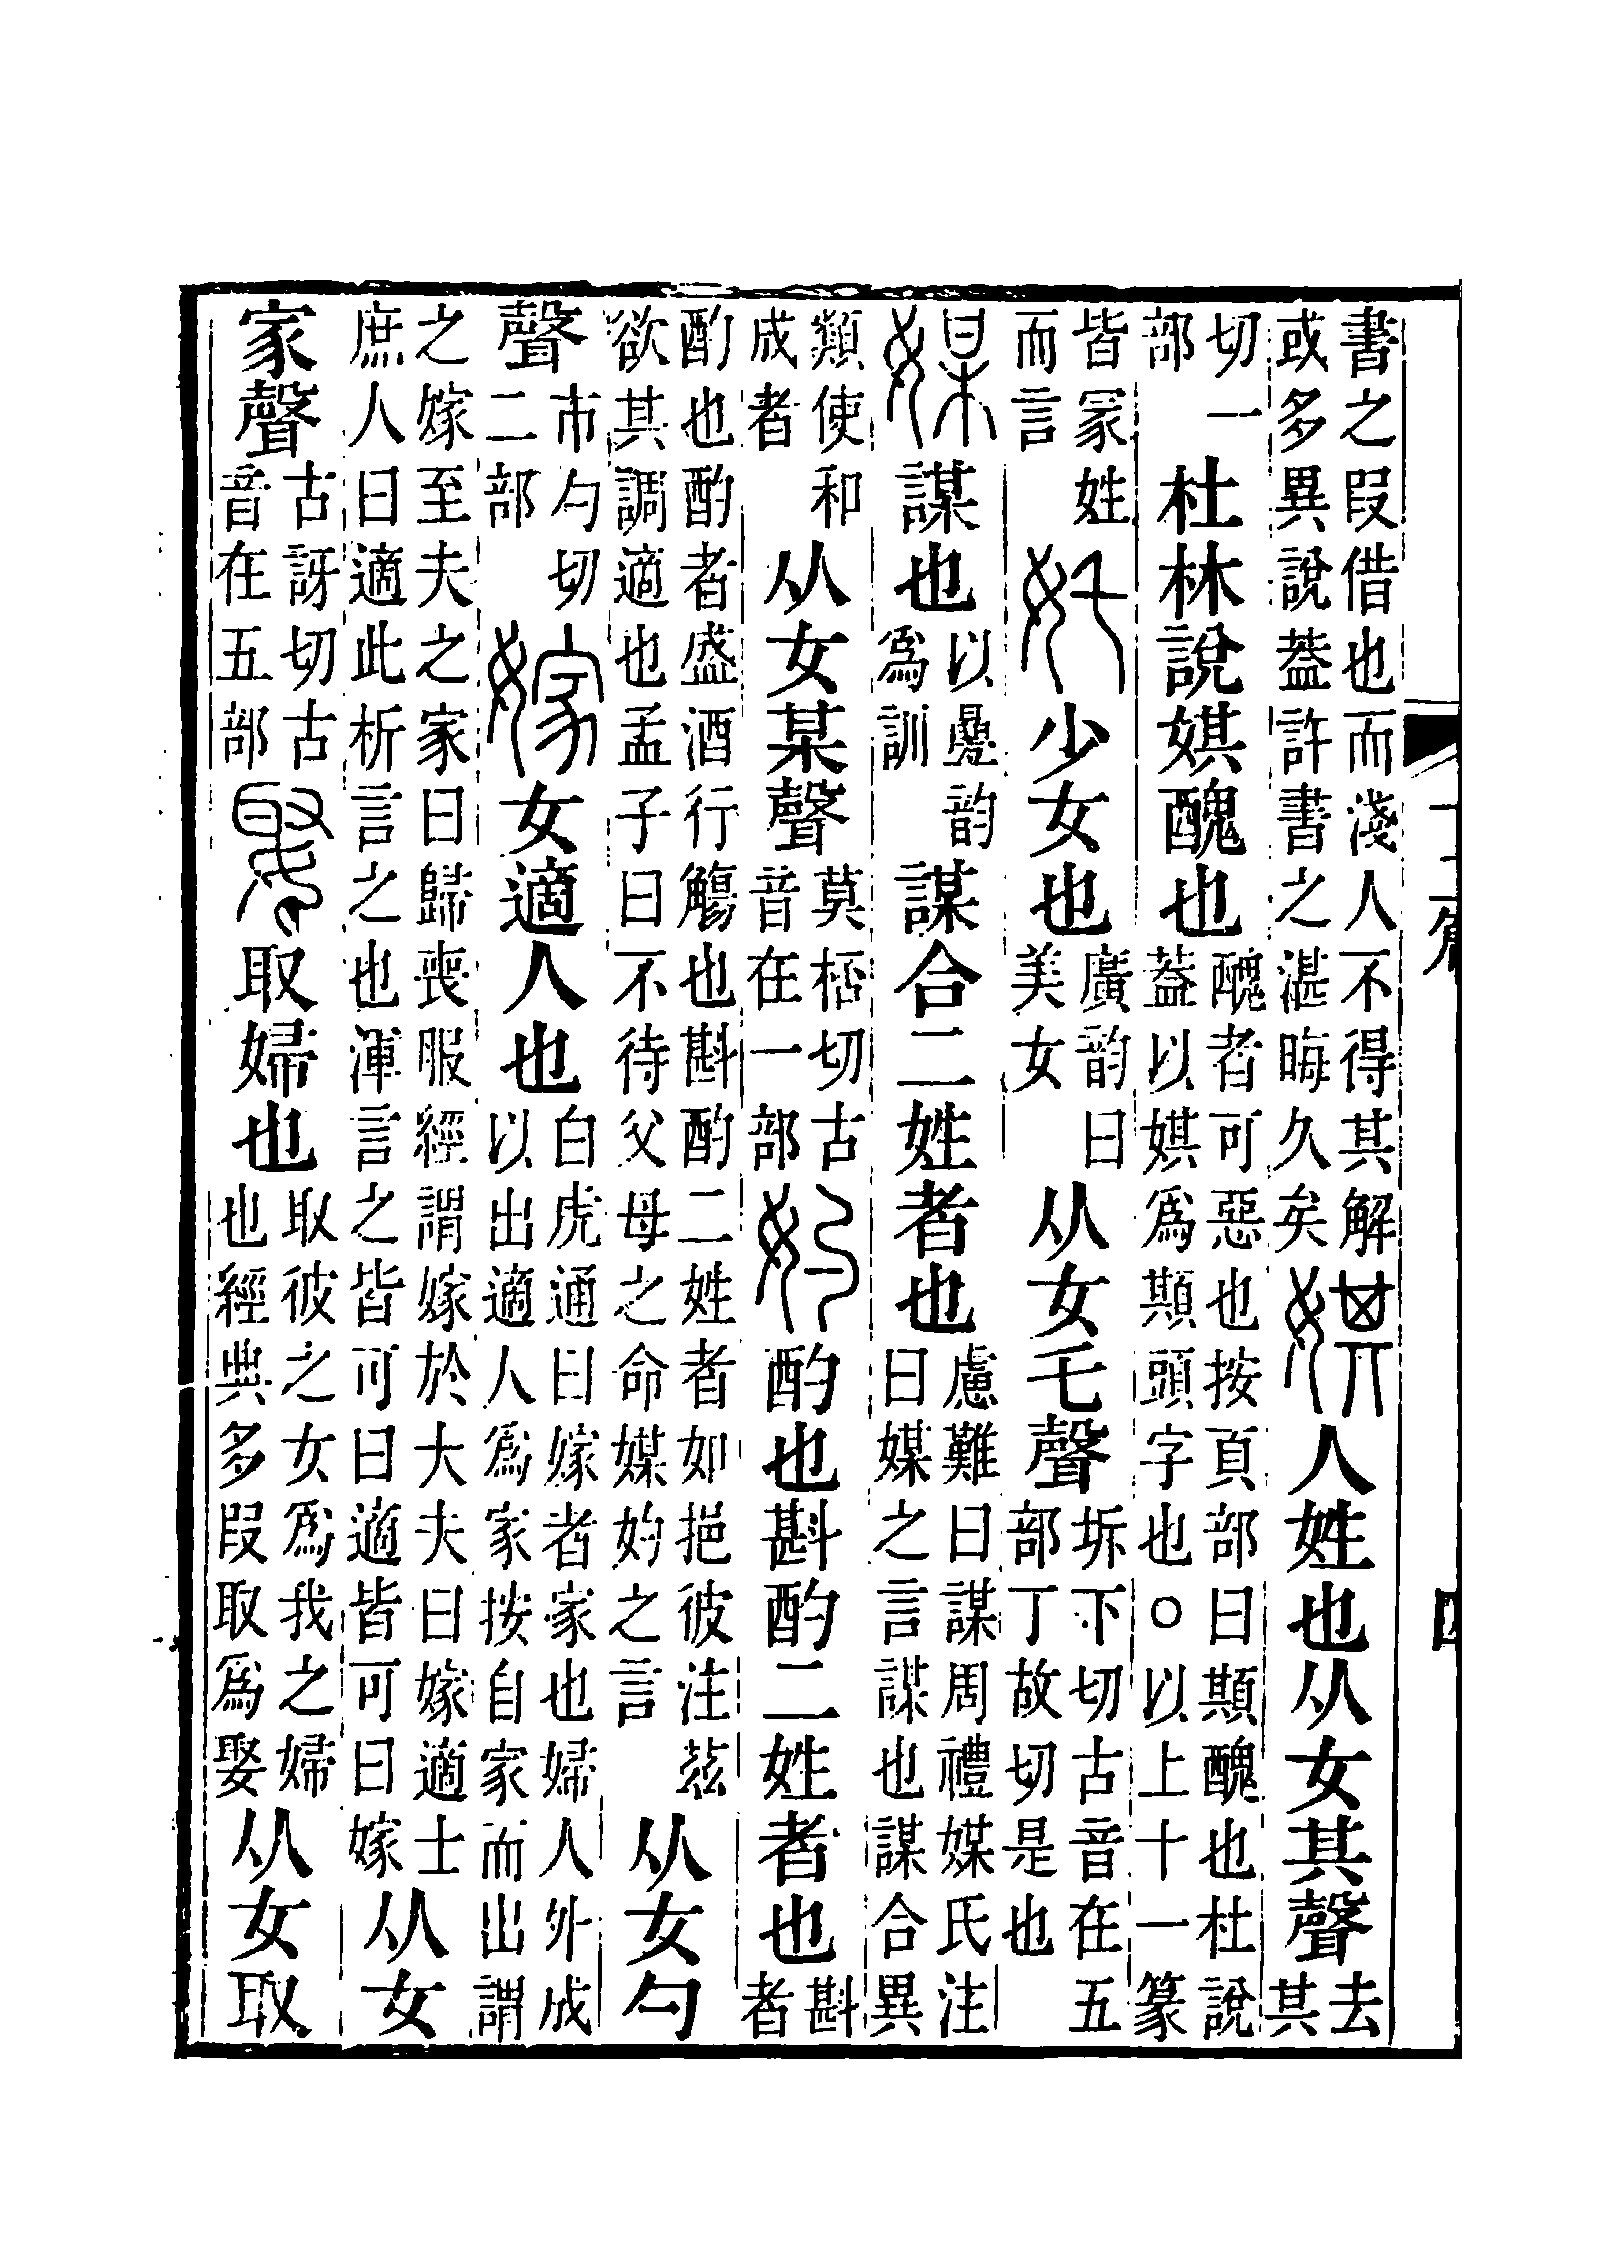 書之叚借也而淺人不得其解或多異說蓋許書之湛晦久矣娸人姓也从女其聲去其
切一部杜林說娸醜也醜者可惡也按頁部曰䫏醜也杜說蓋以娸爲䫏頭字也○以上十一篆
皆冡姓而言奼少女也廣韵曰美女从女乇聲坼下切古音在五部丁故切是也
媒謀也以曡韵爲訓謀合二姓者也慮難曰謀周禮媒氏注曰媒之言謀也謀合異
類使和成者从女某聲莫桮切古音在一部妁酌也斟酌二姓者也斟者
酌也酌者盛酒行觴也斟酌二姓者如挹彼注茲欲其調適也孟子曰不待父母之命媒妁之言从女勺
聲市勺切二部嫁女適人也白虎通曰嫁者家也婦人外成以出適人爲家按自家而出謂
之嫁至夫之家曰歸喪服經謂嫁於大夫曰嫁適士庶人曰適此析言之也渾言之皆可曰適皆可曰嫁从女
家聲古訝切古音在五部娶取婦也取彼之女爲我之婦也經典多叚取爲娶从女取